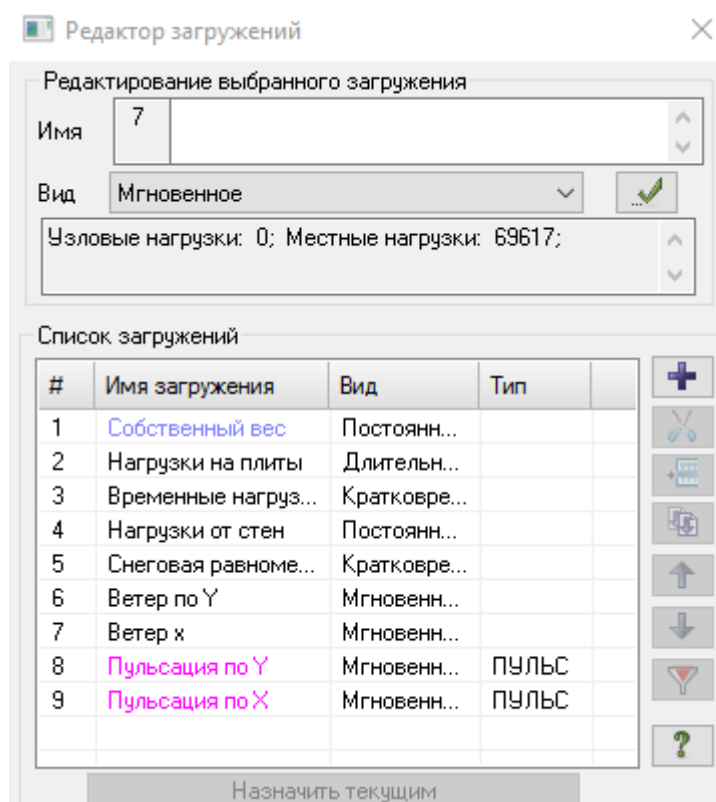 Редактор загружений
Редактирование выбранного загружения
Имя 7
Вид Мгновенное
Узловые нагрузки: 0; Местные нагрузки: 69617;
Список загружений
# Имя загружения Вид Тип
1 Собственный вес Постоянн...
2 Нагрузки на плиты Длительн...
3 Временные нагруз... Кратковре...
4 Нагрузки от стен Постоянн...
5 Снеговая равноме... Кратковре...
6 Ветер по Y Мгновенн...
7 Ветер х Мгновенн...
8 Пульсация по Y Мгновенн... ПУЛЬС
9 Пульсация по X Мгновенн... ПУЛЬС
Назначить текущим